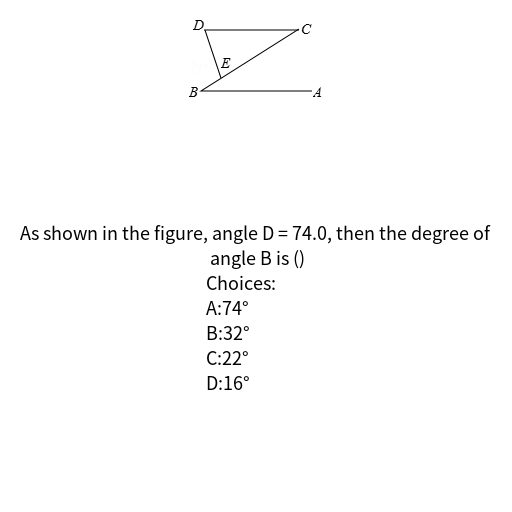 D
C
E
B
A
As shown in the figure, angle D = 74.0, then the degree of
angle B is ()
Choices:
A:74°
B:32°
C:22°
D:16°